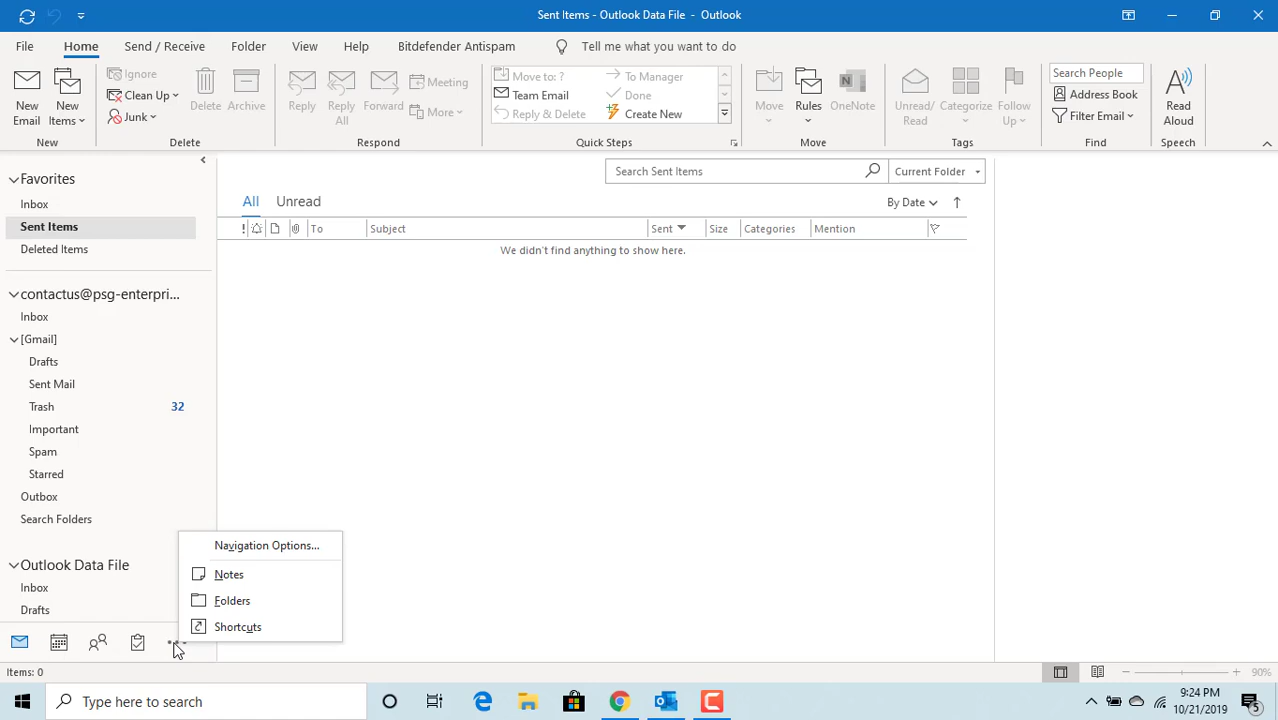 Sent Items - Outlook Data File - Outlook
File Home Send / Receive Folder View Help Bitdefender Antispam Tell me what you want to do
New Email
New Items
Ignore
Clean Up
Junk
Delete
Archive
Reply
Reply All
Forward
Meeting
More
Move to: ?
Team Email
Reply & Delete
To Manager
Done
Create New
Move
Rules
OneNote
Unread/ Read
Categorize
Follow Up
Search People
Address Book
Filter Email
Read Aloud
New Delete Respond Quick Steps Move Tags Find Speech
Favorites
Inbox
Sent Items
Deleted Items
contactus@psg-enterpri...
Inbox
[Gmail]
Drafts
Sent Mail
Trash 32
Important
Spam
Starred
Outbox
Search Folders
Outlook Data File
Inbox
Drafts
Search Sent Items Current Folder
All Unread By Date
! To Subject Sent Size Categories Mention
We didn't find anything to show here.
Navigation Options...
Notes
Folders
Shortcuts
Items: 0 90%
Type here to search
9:24 PM
10/21/2019
5